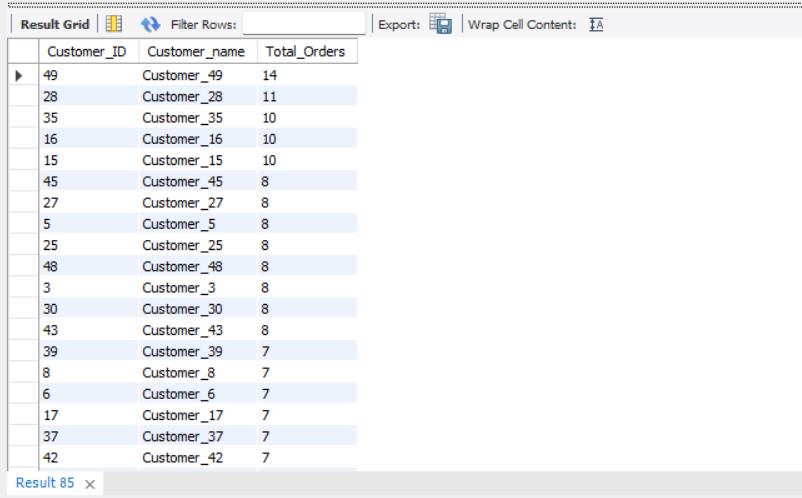 Result Grid Filter Rows: Export: Wrap Cell Content: IA
Customer_ID Customer_name Total_Orders
49 Customer_49 14
28 Customer_28 11
35 Customer_35 10
16 Customer_16 10
15 Customer_15 10
45 Customer_45 8
27 Customer_27 8
5 Customer_5 8
25 Customer_25 8
48 Customer_48 8
3 Customer_3 8
30 Customer_30 8
43 Customer_43 8
39 Customer_39 7
8 Customer_8 7
6 Customer_6 7
17 Customer_17 7
37 Customer_37 7
42 Customer_42 7
Result 85